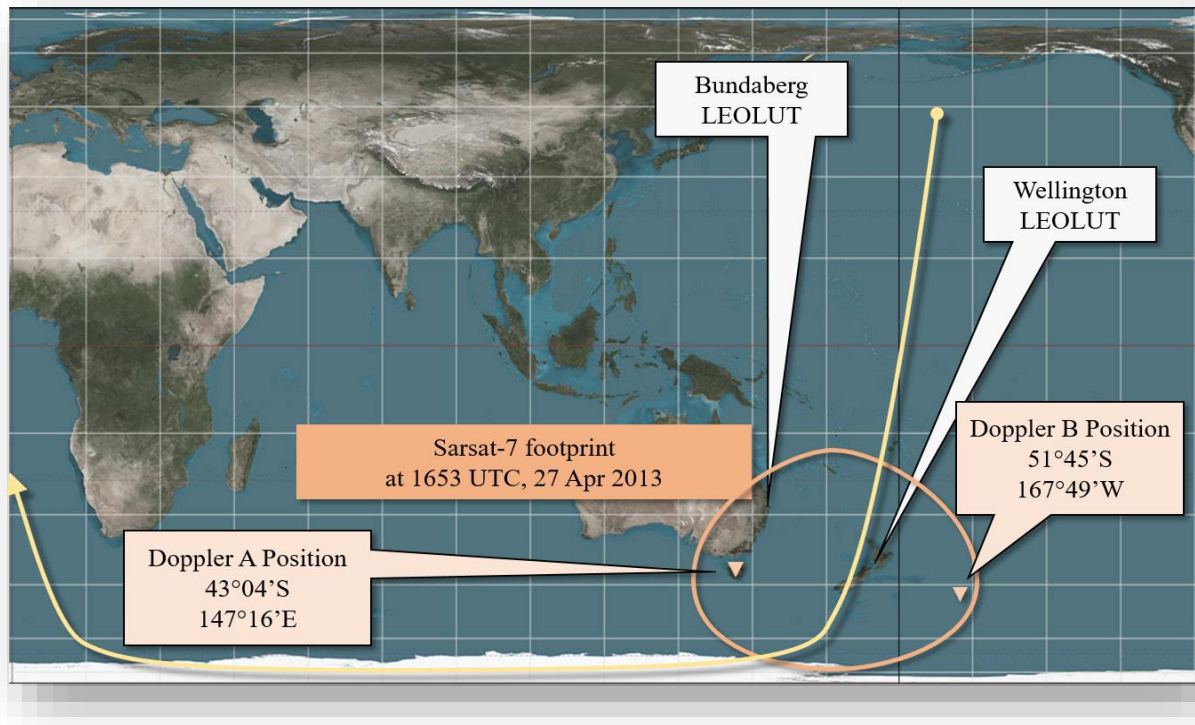 Bundaberg
LEOLUT
Wellington
LEOLUT
Doppler B Position
51°45’S
167°49’W
Sarsat-7 footprint
at 1653 UTC, 27 Apr 2013
Doppler A Position
43°04’S
147°16’E